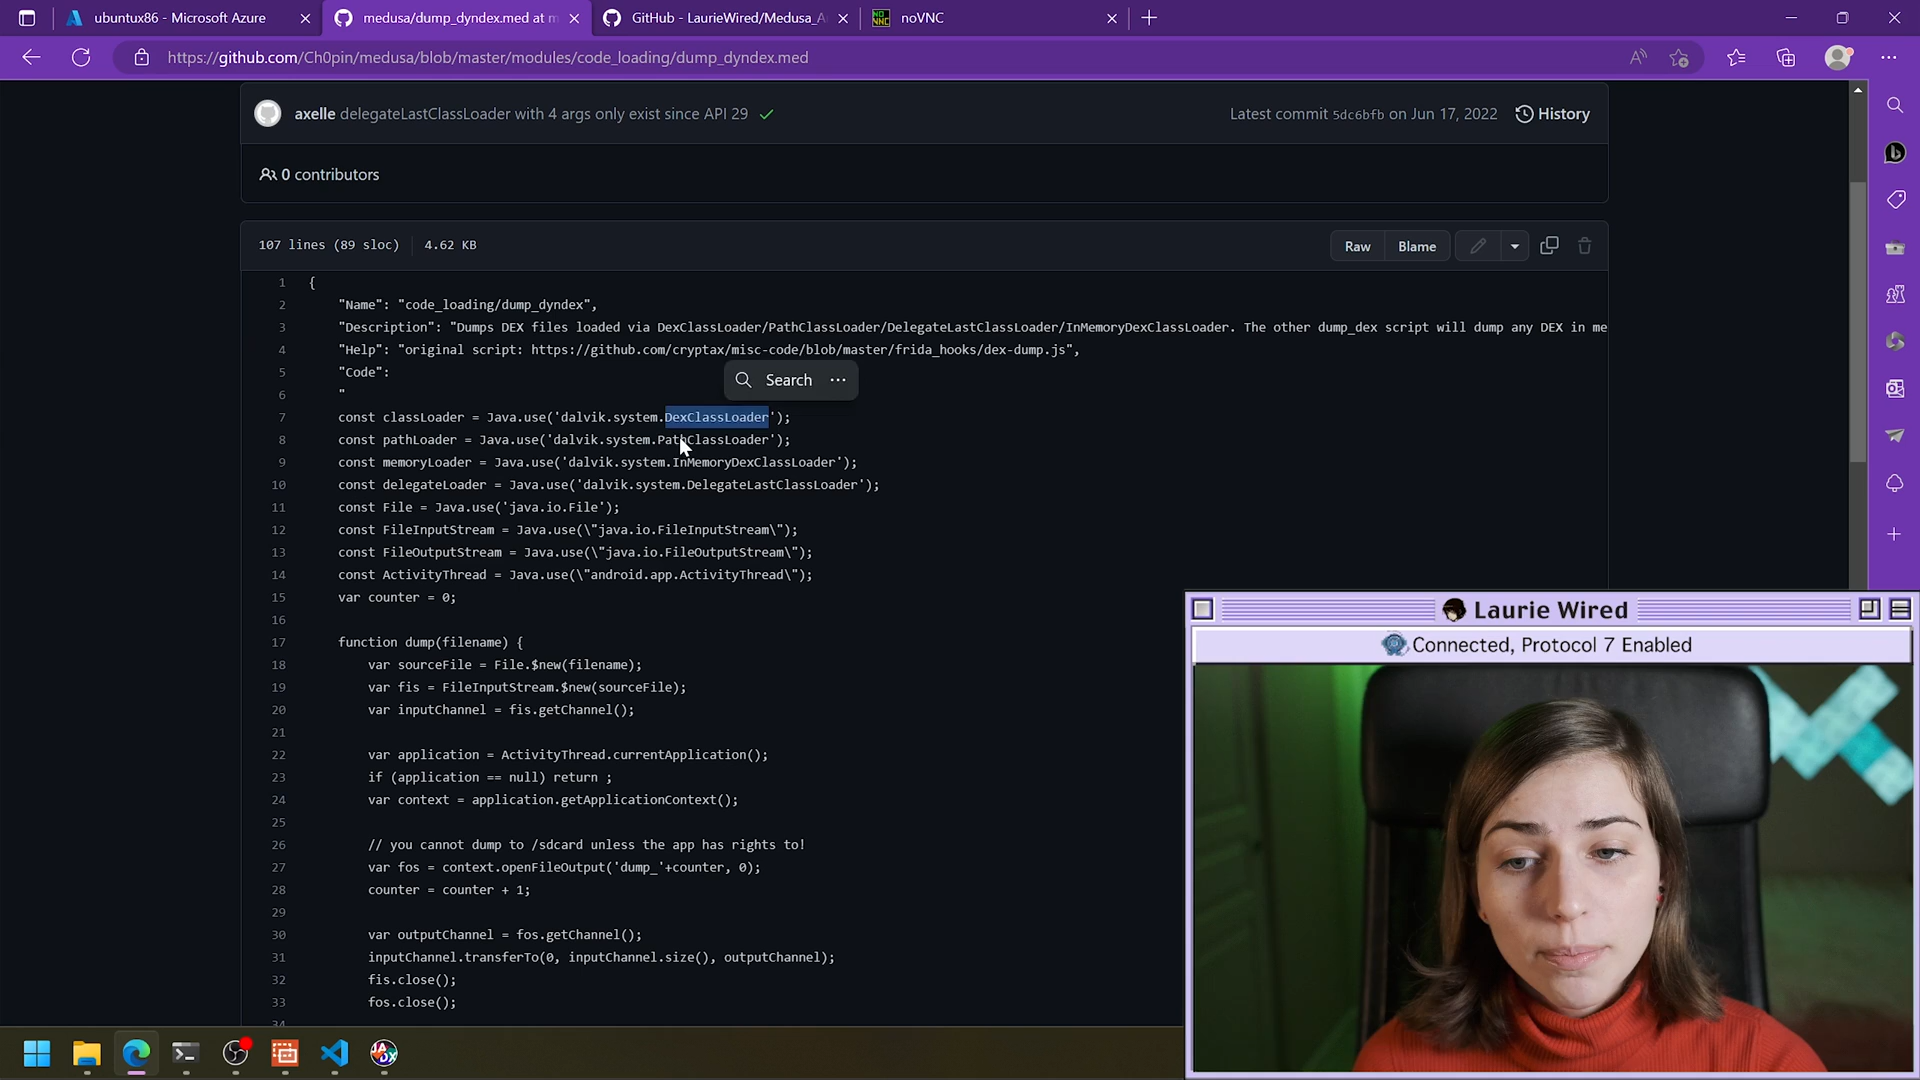 ubuntux86 - Microsoft Azure
medusa/dump_dyndex.med at m
GitHub - LaurieWired/Medusa_A
noVNC
https://github.com/Ch0pin/medusa/blob/master/modules/code_loading/dump_dyndex.med
axelle delegateLastClassLoader with 4 args only exist since API 29
Latest commit 5dc6bfb on Jun 17, 2022
History
0 contributors
107 lines (89 sloc)
4.62 KB
Raw
Blame
1 {
2 "Name": "code_loading/dump_dyndex",
3 "Description": "Dumps DEX files loaded via DexClassLoader/PathClassLoader/DelegateLastClassLoader/InMemoryDexClassLoader. The other dump_dex script will dump any DEX in me
4 "Help": "original script: https://github.com/cryptax/misc-code/blob/master/frida_hooks/dex-dump.js",
5 "Code":
Search
6 "
7 const classLoader = Java.use('dalvik.system.DexClassLoader');
8 const pathLoader = Java.use('dalvik.system.PathClassLoader');
9 const memoryLoader = Java.use('dalvik.system.InMemoryDexClassLoader');
10 const delegateLoader = Java.use('dalvik.system.DelegateLastClassLoader');
11 const File = Java.use('java.io.File');
12 const FileInputStream = Java.use(\"java.io.FileInputStream\");
13 const FileOutputStream = Java.use(\"java.io.FileOutputStream\");
14 const ActivityThread = Java.use(\"android.app.ActivityThread\");
15 var counter = 0;
16
17 function dump(filename) {
18 var sourceFile = File.$new(filename);
19 var fis = FileInputStream.$new(sourceFile);
20 var inputChannel = fis.getChannel();
21
22 var application = ActivityThread.currentApplication();
23 if (application == null) return ;
24 var context = application.getApplicationContext();
25
26 // you cannot dump to /sdcard unless the app has rights to!
27 var fos = context.openFileOutput('dump_'+counter, 0);
28 counter = counter + 1;
29
30 var outputChannel = fos.getChannel();
31 inputChannel.transferTo(0, inputChannel.size(), outputChannel);
32 fis.close();
33 fos.close();
34
Laurie Wired
Connected, Protocol 7 Enabled